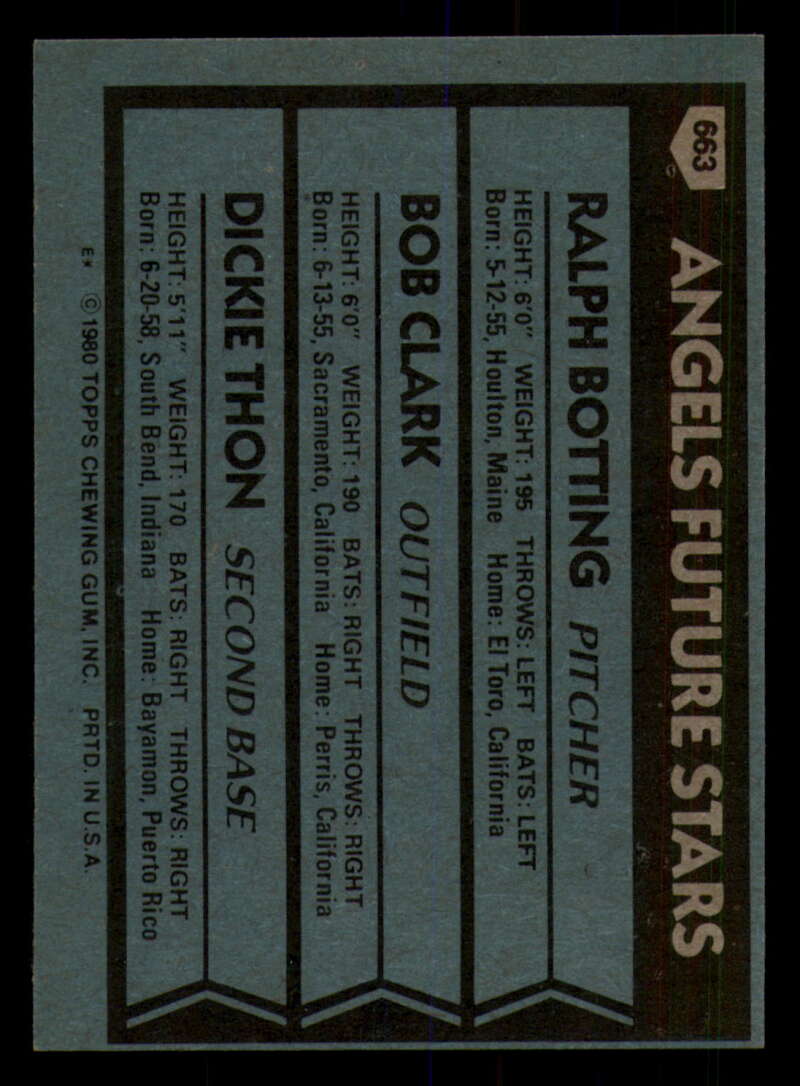 663
ANGELS FUTURE STARS
RALPH BOTTING PITCHER
HEIGHT: 6'0" WEIGHT: 195 THROWS: LEFT BATS: LEFT
Born: 5-12-55, Houlton, Maine Home: El Toro, California
BOB CLARK OUTFIELD
HEIGHT: 6'0" WEIGHT: 190 BATS: RIGHT THROWS: RIGHT
Born: 6-13-55, Sacramento, California Home: Perris, California
DICKIE THON SECOND BASE
HEIGHT: 5'11" WEIGHT: 170 BATS: RIGHT THROWS: RIGHT
Born: 6-20-58, South Bend, Indiana Home: Bayamon, Puerto Rico
E* © 1980 TOPPS CHEWING GUM, INC. PRTD. IN U.S.A.